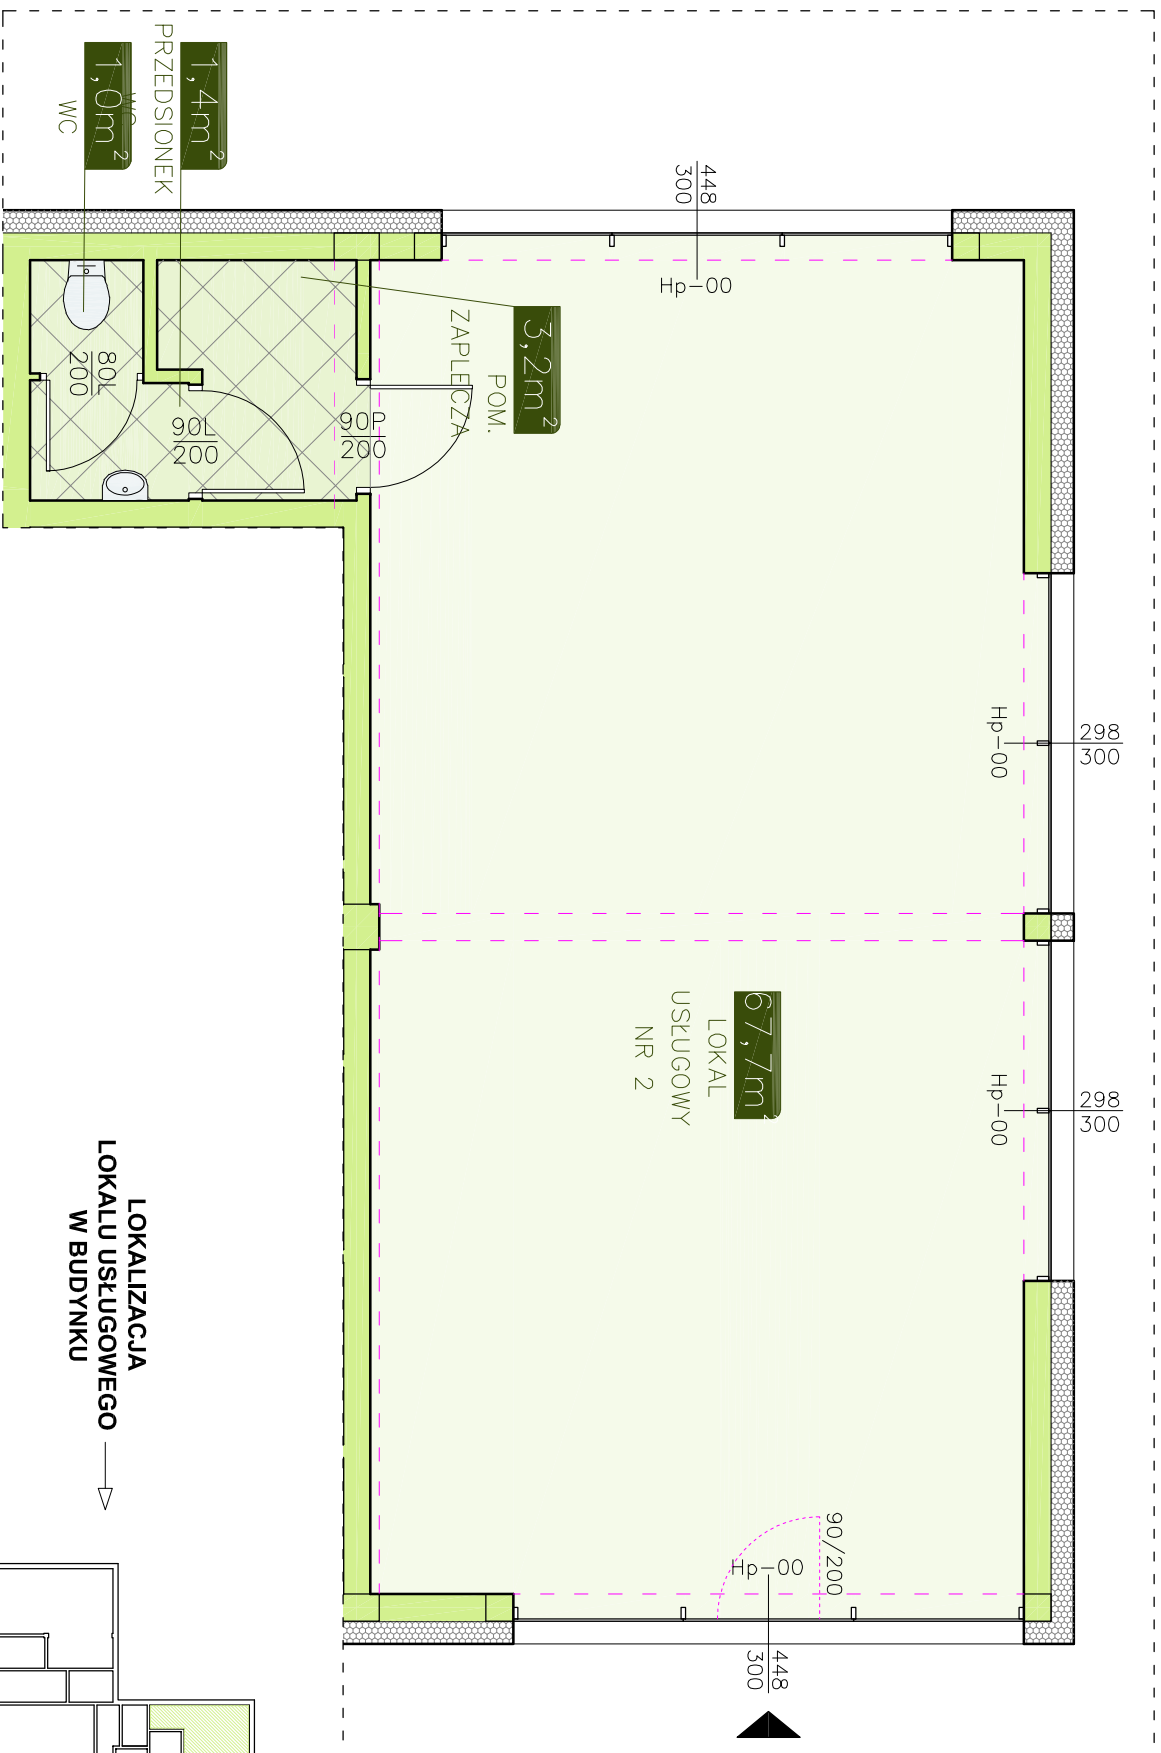 1,4m²
PRZEDSIONEK
WC
1,0m²
WC
448
300
Hp-00
3,2m²
POM.
ZAPLECZA
80L
200
90L
200
90P
200
298
300
Hp-00
67,7m²
LOKAL
USŁUGOWY
NR 2
298
300
Hp-00
LOKALIZACJA
LOKALU USŁUGOWEGO
W BUDYNKU
90/200
Hp-00
448
300